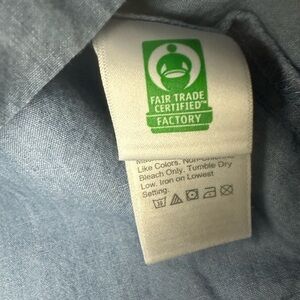 FAIR TRADE
CERTIFIED™
FACTORY
Like Colors. Non-Chlorine
Bleach Only. Tumble Dry
Low. Iron on Lowest
Setting.